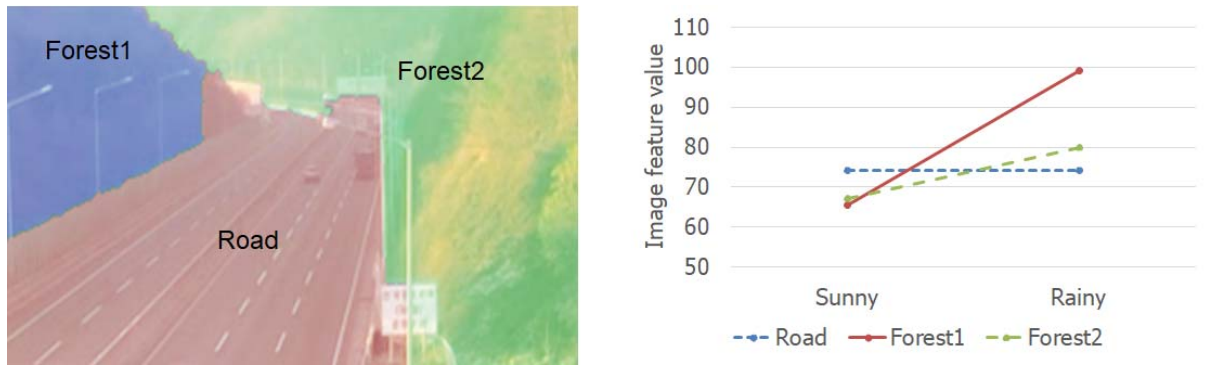 Forest1
Forest2
Road
Image feature value
110
100
90
80
70
60
50
Sunny
Rainy
Road
Forest1
Forest2